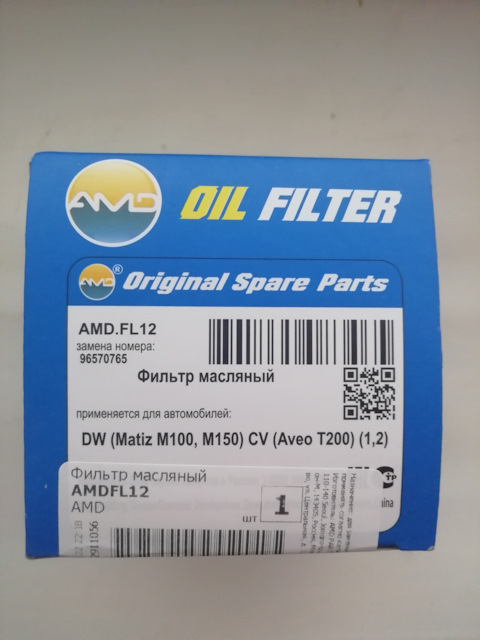 AMD
OIL FILTER
AMD ® Original Spare Parts
AMD.FL12
замена номера:
96570765
Фильтр масляный
применяется для автомобилей:
DW (Matiz M100, M150) CV (Aveo T200) (1,2)
Фильтр масляный
AMDFL12
AMD
шт
1